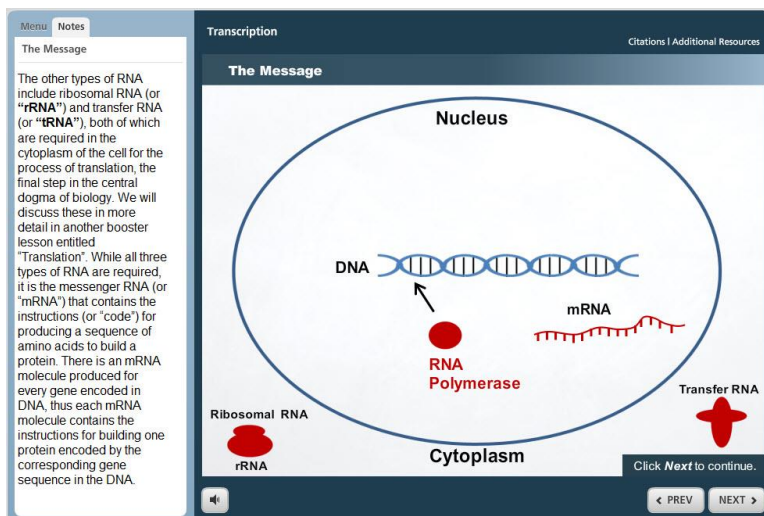 Menu Notes
The Message
The other types of RNA
include ribosomal RNA (or
“rRNA”) and transfer RNA
(or “tRNA”), both of which
are required in the
cytoplasm of the cell for the
process of translation, the
final step in the central
dogma of biology. We will
discuss these in more
detail in another booster
lesson entitled
“Translation”. While all three
types of RNA are required,
it is the messenger RNA (or
“mRNA”) that contains the
instructions (or “code”) for
producing a sequence of
amino acids to build a
protein. There is an mRNA
molecule produced for
every gene encoded in
DNA, thus each mRNA
molecule contains the
instructions for building one
protein encoded by the
corresponding gene
sequence in the DNA.
Transcription
Citations | Additional Resources
The Message
Nucleus
DNA
mRNA
RNA
Polymerase
Transfer RNA
Ribosomal RNA
rRNA
Cytoplasm
Click Next to continue.
PREV
NEXT